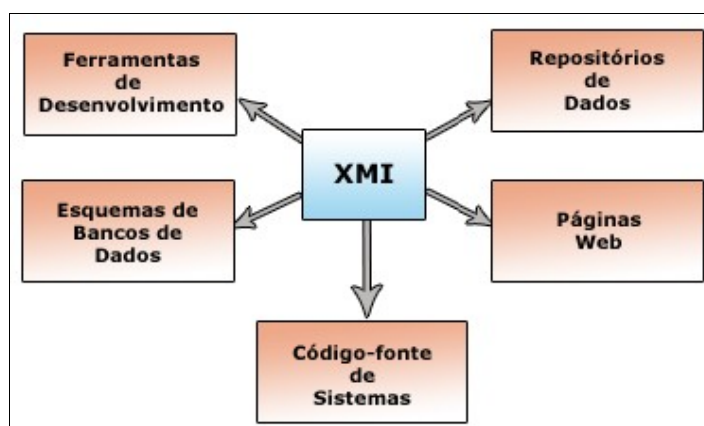 Ferramentas
de
Desenvolvimento
Repositórios
de
Dados
XMI
Esquemas de
Bancos de
Dados
Páginas
Web
Código-fonte
de
Sistemas